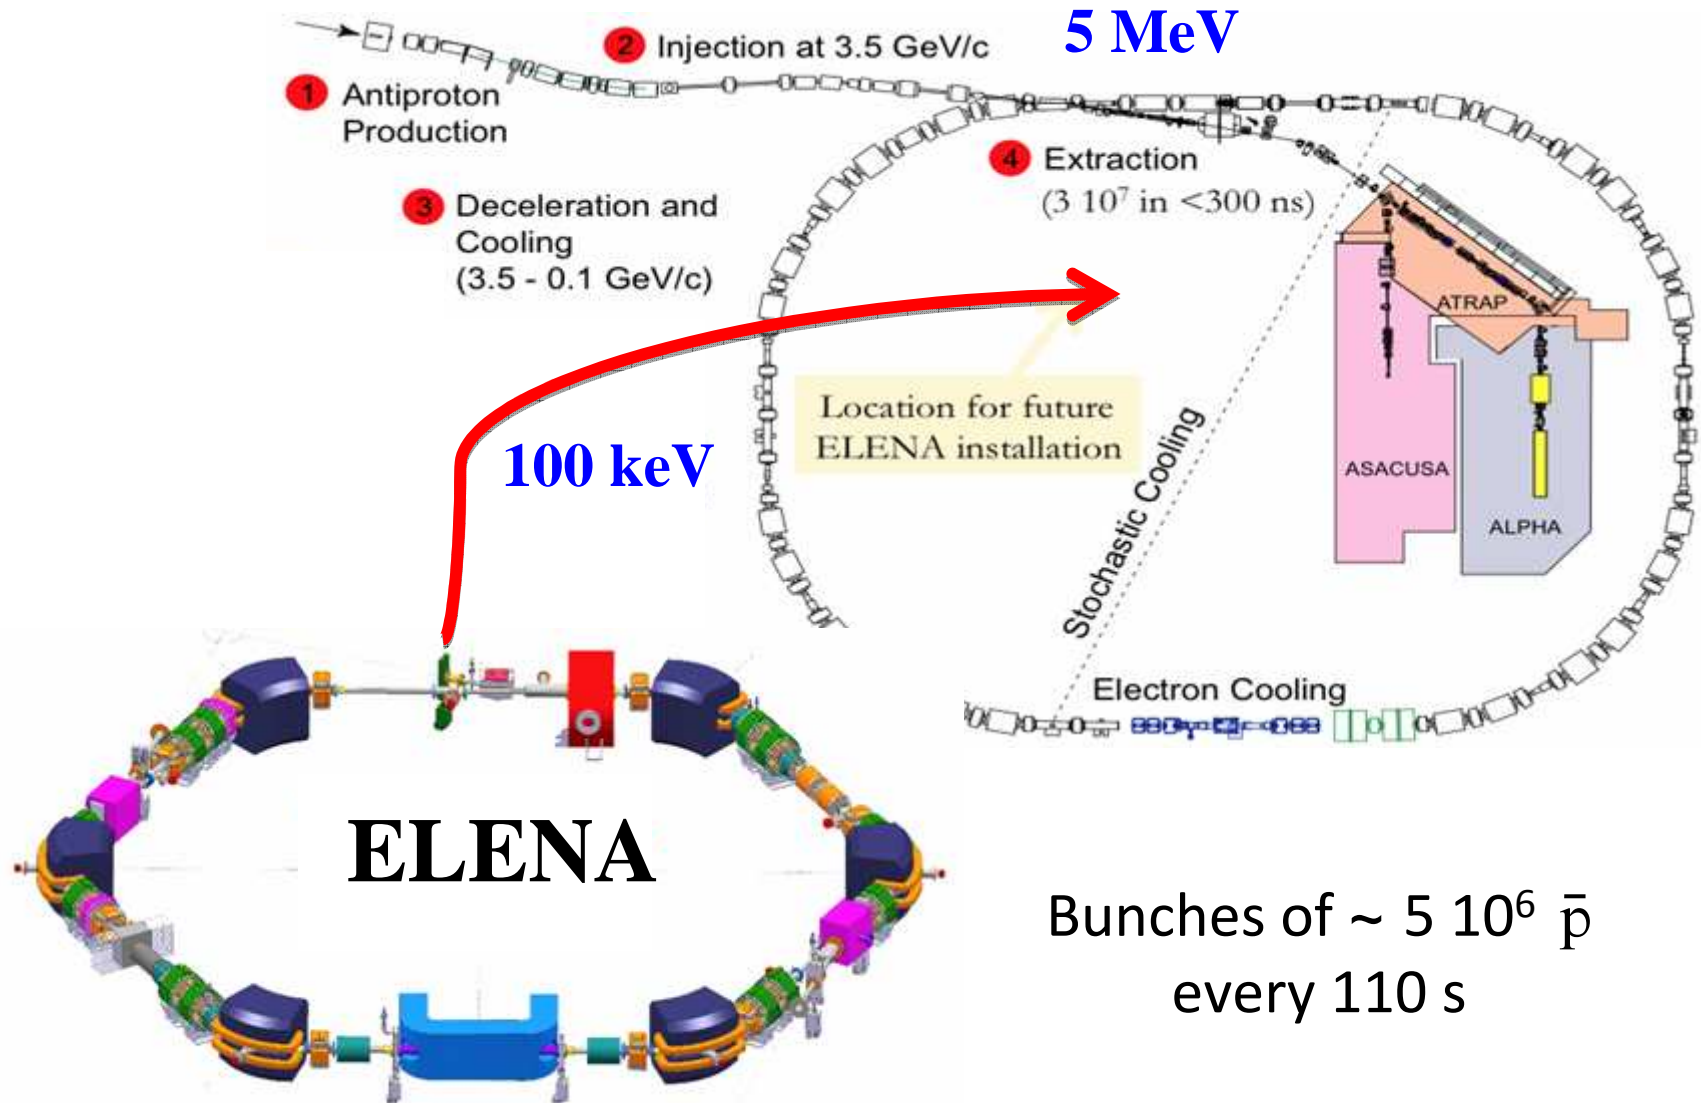 5 MeV
2 Injection at 3.5 GeV/c
1 Antiproton
Production
4 Extraction
(3 10⁷ in <300 ns)
3 Deceleration and
Cooling
(3.5 - 0.1 GeV/c)
ATRAP
Location for future
ELENA installation
100 keV
Stochastic Cooling
ASACUSA
ALPHA
Electron Cooling
ELENA
Bunches of ~ 5 10⁶ p̄
every 110 s